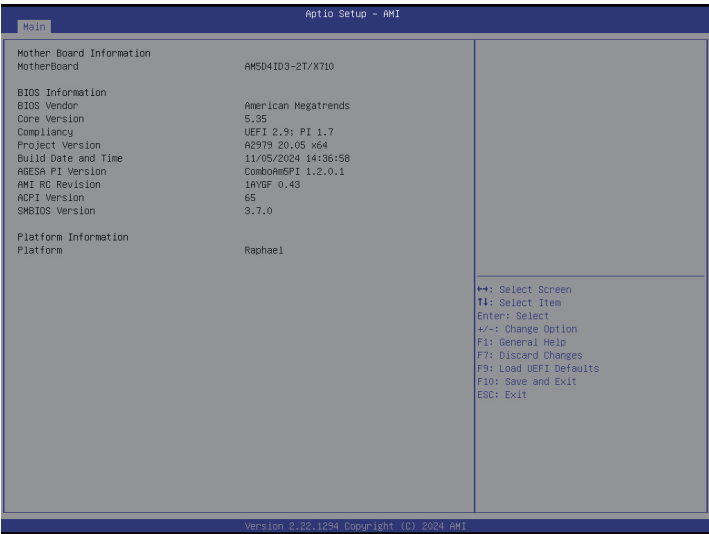 Aptio Setup – AMI
Main
Mother Board Information
MotherBoard AM5D4ID3-2T/X710
BIOS Information
BIOS Vendor American Megatrends
Core Version 5.35
Compliancy UEFI 2.9; PI 1.7
Project Version A2979 20.05 x64
Build Date and Time 11/05/2024 14:36:58
AGESA PI Version ComboAm5PI 1.2.0.1
AMI RC Revision 1AYGF 0.43
ACPI Version 65
SMBIOS Version 3.7.0
Platform Information
Platform Raphael
↔: Select Screen
↑↓: Select Item
Enter: Select
+/-: Change Option
F1: General Help
F7: Discard Changes
F9: Load UEFI Defaults
F10: Save and Exit
ESC: Exit
Version 2.22.1294 Copyright (C) 2024 AMI